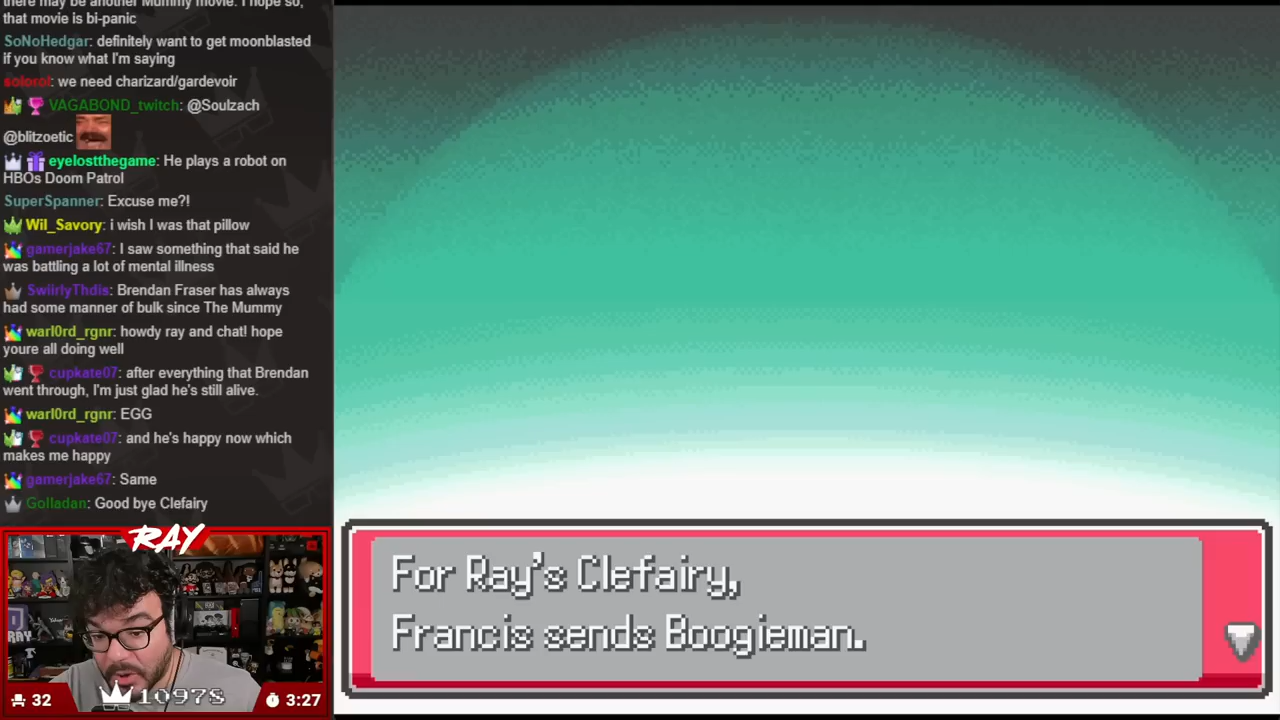 there may be another Mummy movie. I hope so,
that movie is bi-panic
SoNoHedgar: definitely want to get moonblasted
if you know what I'm saying
solorol: we need charizard/gardevoir
VAGABOND_twitch: @Soulzach
@blitzoetic
eyelostthegame: He plays a robot on
HBOs Doom Patrol
SuperSpanner: Excuse me?!
Wil_Savory: i wish I was that pillow
gamerjake67: I saw something that said he
was battling a lot of mental illness
SwiirlyThdis: Brendan Fraser has always
had some manner of bulk since The Mummy
warl0rd_rgnr: howdy ray and chat! hope
youre all doing well
cupkate07: after everything that Brendan
went through, I'm just glad he's still alive.
warl0rd_rgnr: EGG
cupkate07: and he's happy now which
makes me happy
gamerjake67: Same
Golladan: Good bye Clefairy
RAY
32
10978
3:27
For Ray's Clefairy,
Francis sends Boogieman.